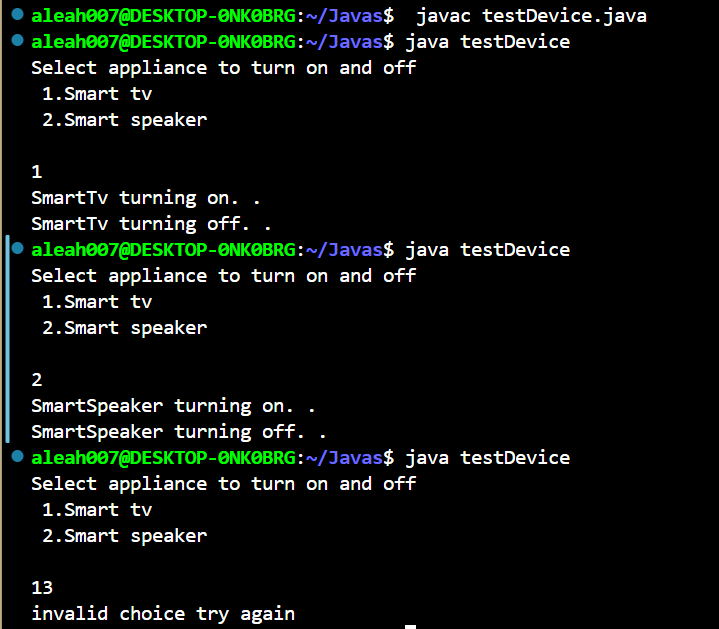 aleah007@DESKTOP-0NK0BRG:~/Javas$  javac testDevice.java
aleah007@DESKTOP-0NK0BRG:~/Javas$ java testDevice
Select appliance to turn on and off
 1.Smart tv
 2.Smart speaker

1
SmartTv turning on. .
SmartTv turning off. .
aleah007@DESKTOP-0NK0BRG:~/Javas$ java testDevice
Select appliance to turn on and off
 1.Smart tv
 2.Smart speaker

2
SmartSpeaker turning on. .
SmartSpeaker turning off. .
aleah007@DESKTOP-0NK0BRG:~/Javas$ java testDevice
Select appliance to turn on and off
 1.Smart tv
 2.Smart speaker

13
invalid choice try again